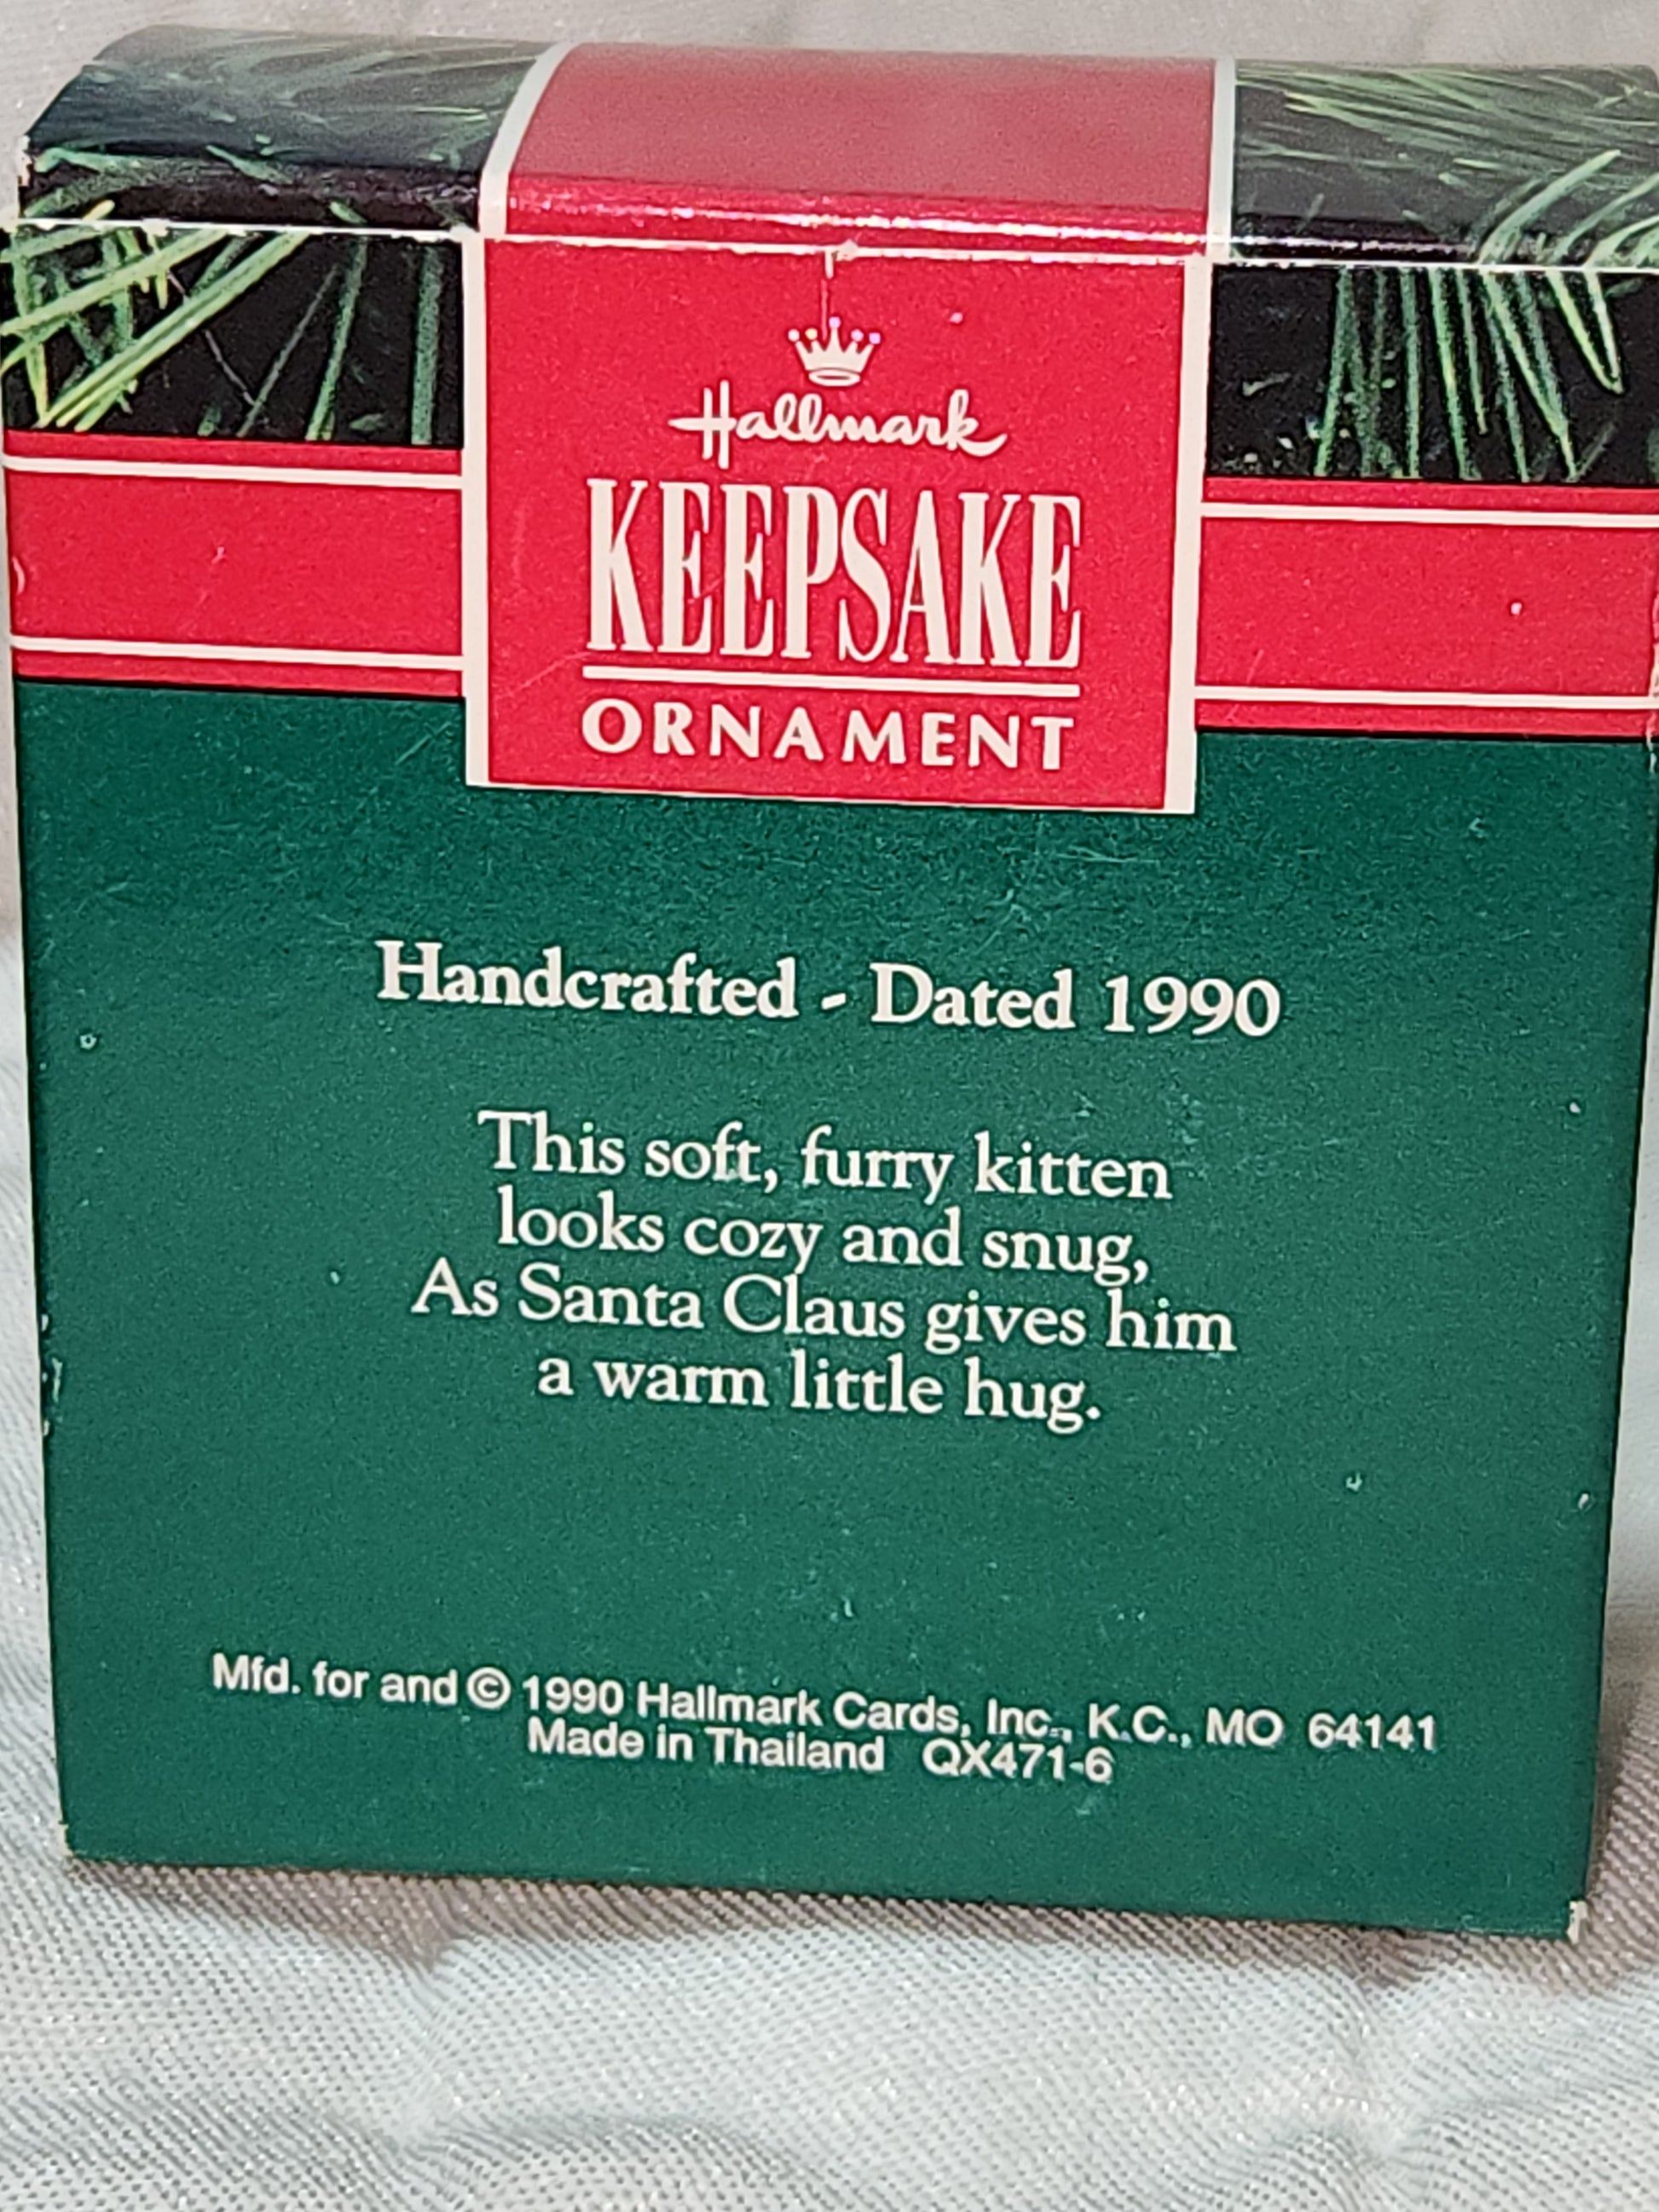 Hallmark
KEEPSAKE
ORNAMENT
Handcrafted - Dated 1990
This soft, furry kitten
looks cozy and snug,
As Santa Claus gives him
a warm little hug.
Mfd. for and © 1990 Hallmark Cards, Inc., K.C., MO 64141
Made in Thailand QX471-6